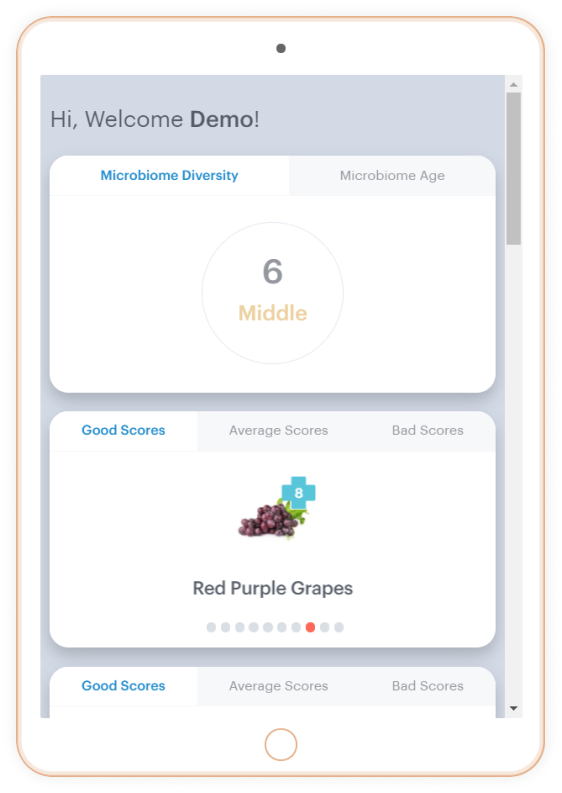 Hi, Welcome Demo!
Microbiome Diversity
Microbiome Age
6
Middle
Good Scores
Average Scores
Bad Scores
8
Red Purple Grapes
Good Scores
Average Scores
Bad Scores